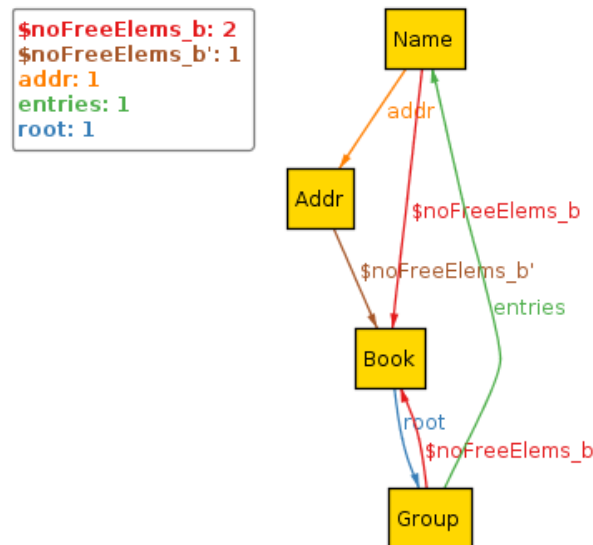 $noFreeElems_b: 2
$noFreeElems_b': 1
addr: 1
entries: 1
root: 1
Name
addr
Addr
$noFreeElems_b
$noFreeElems_b'
entries
Book
root
$noFreeElems_b
Group